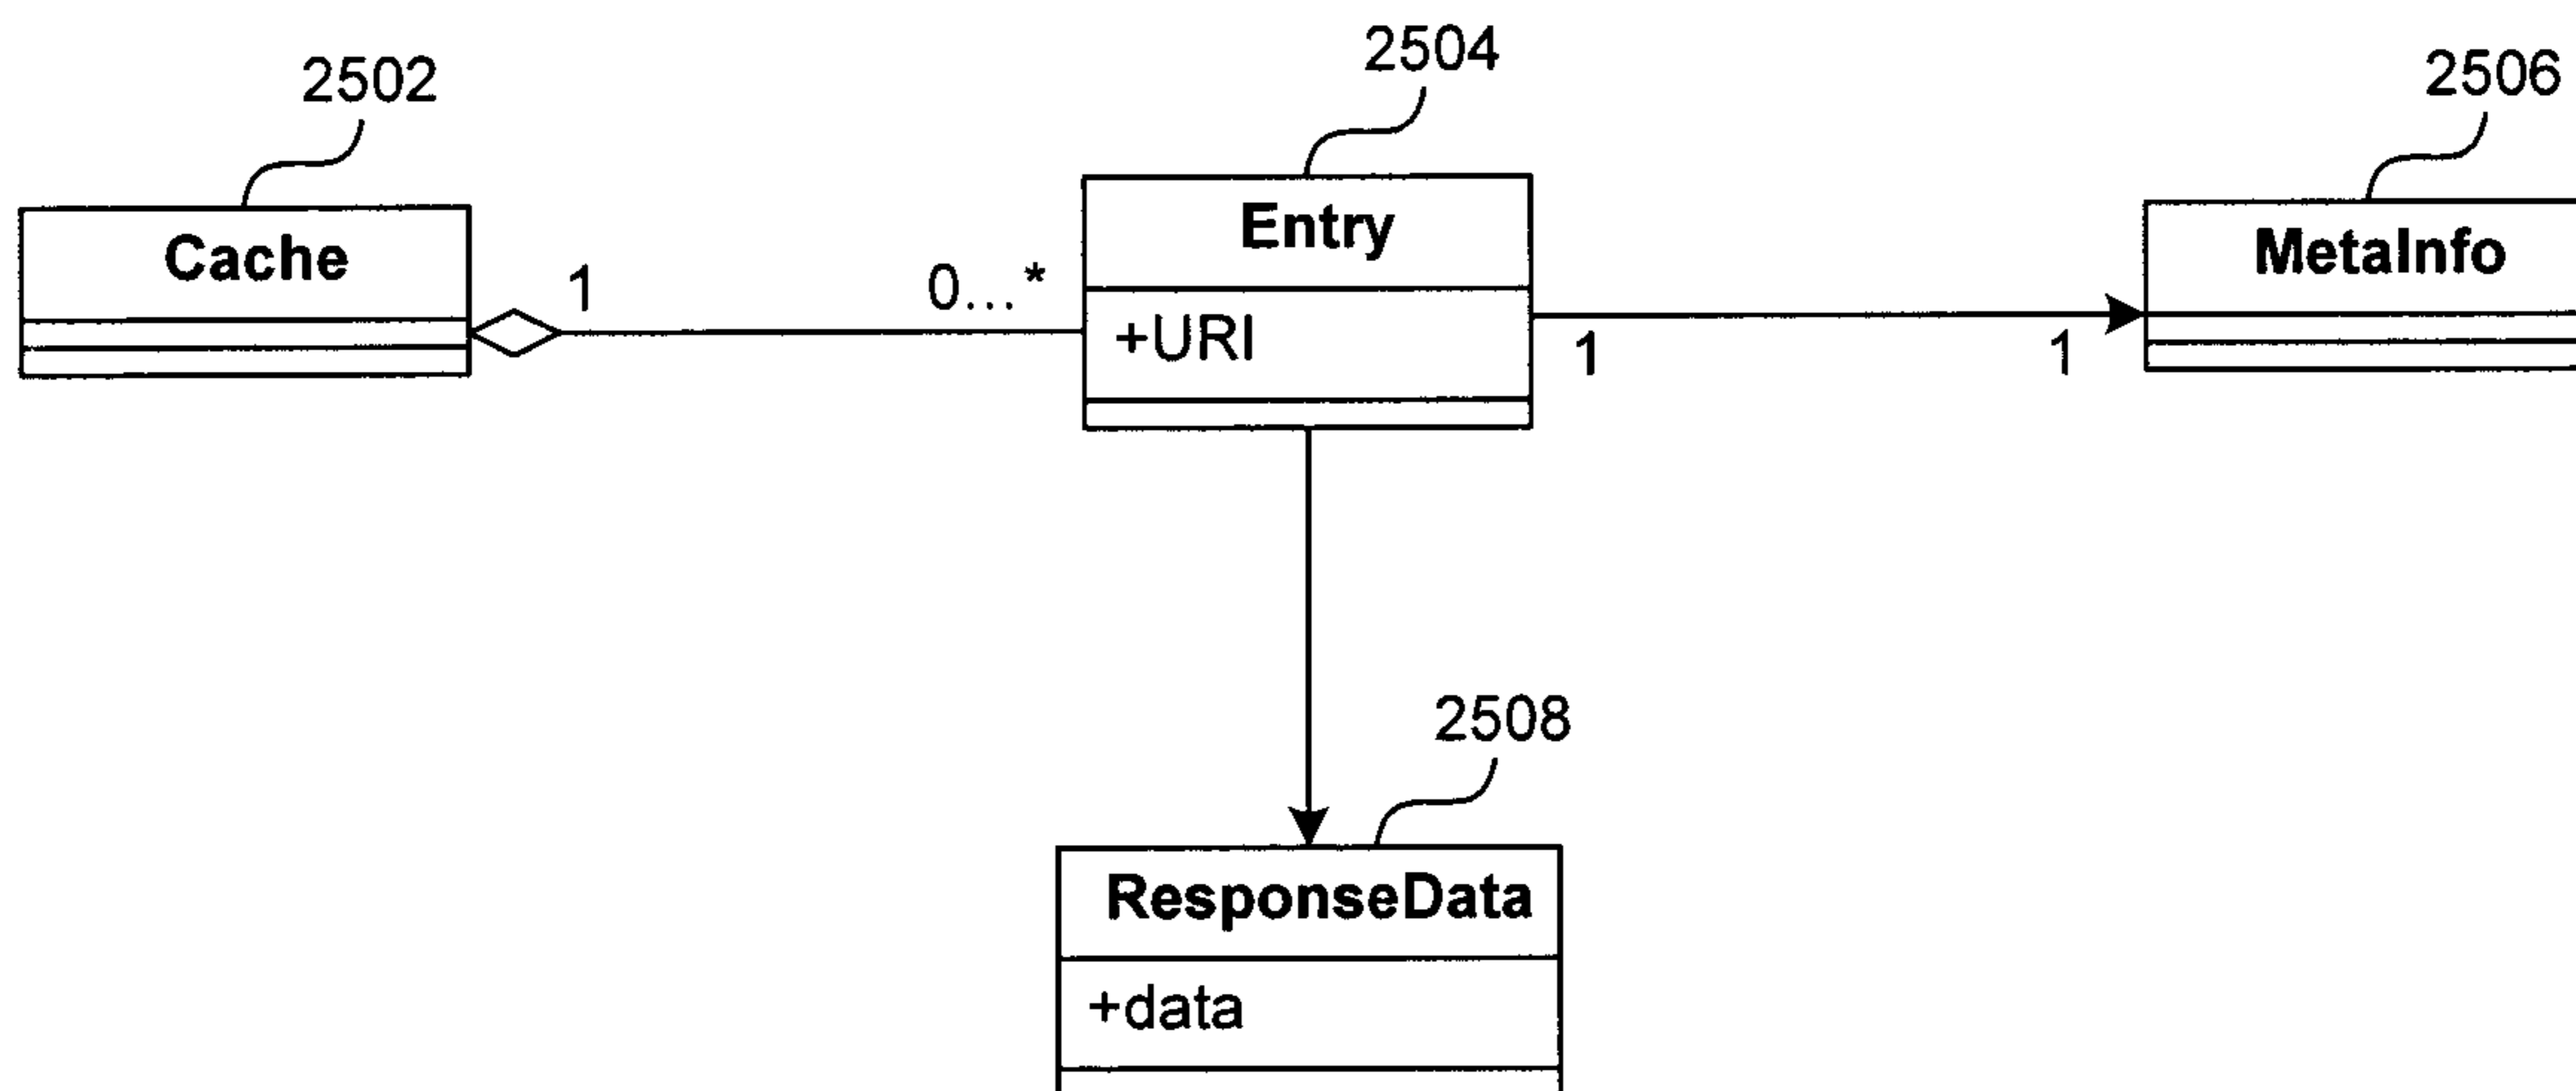 2502
2504
2506
Cache
Entry
MetaInfo
1
0...*
+URI
1
1
2508
ResponseData
+data